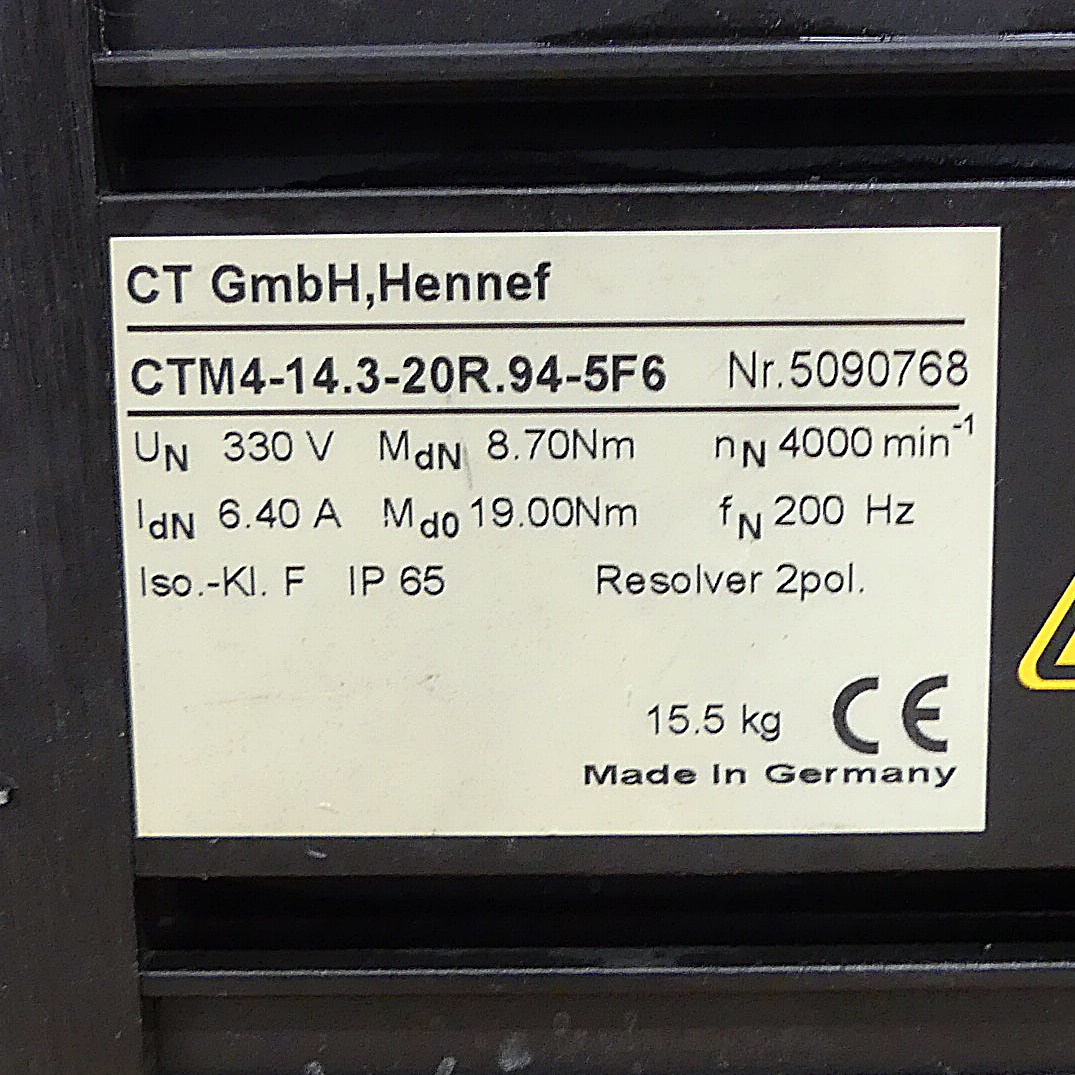 CT GmbH,Hennef
CTM4-14.3-20R.94-5F6 Nr.5090768
UN 330 V MdN 8.70Nm nN 4000 min-1
IdN 6.40 A Md0 19.00Nm fN 200 Hz
Iso.-Kl. F IP 65 Resolver 2pol.
15.5 kg CE
Made In Germany